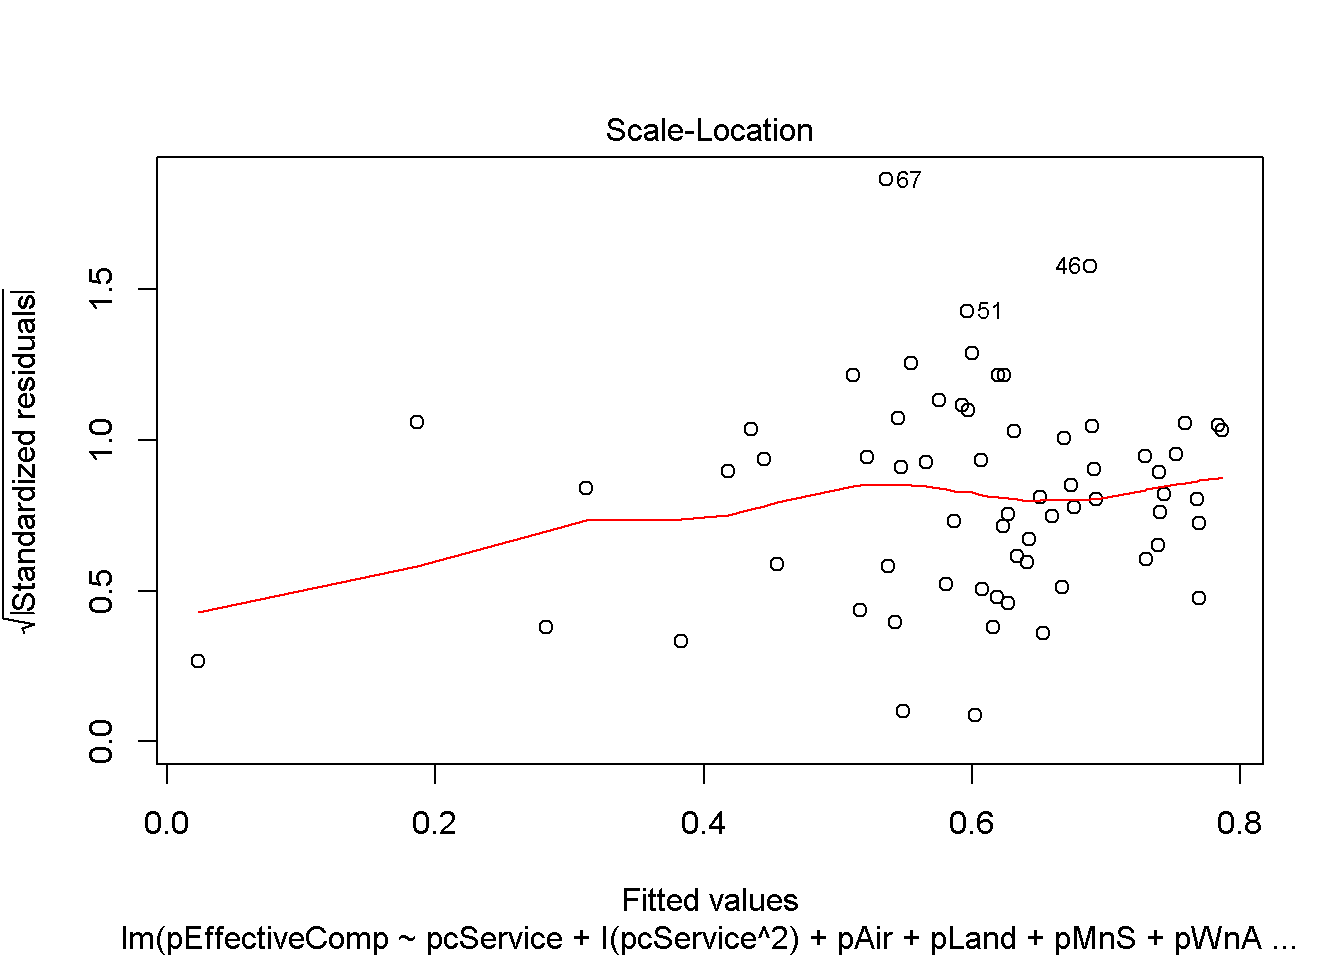 Scale-Location
67
46
51
√|Standardized residuals|
1.5
1.0
0.5
0.0
0.0 0.2 0.4 0.6 0.8
Fitted values
lm(pEffectiveComp ~ pcService + I(pcService^2) + pAir + pLand + pMnS + pWnA ...